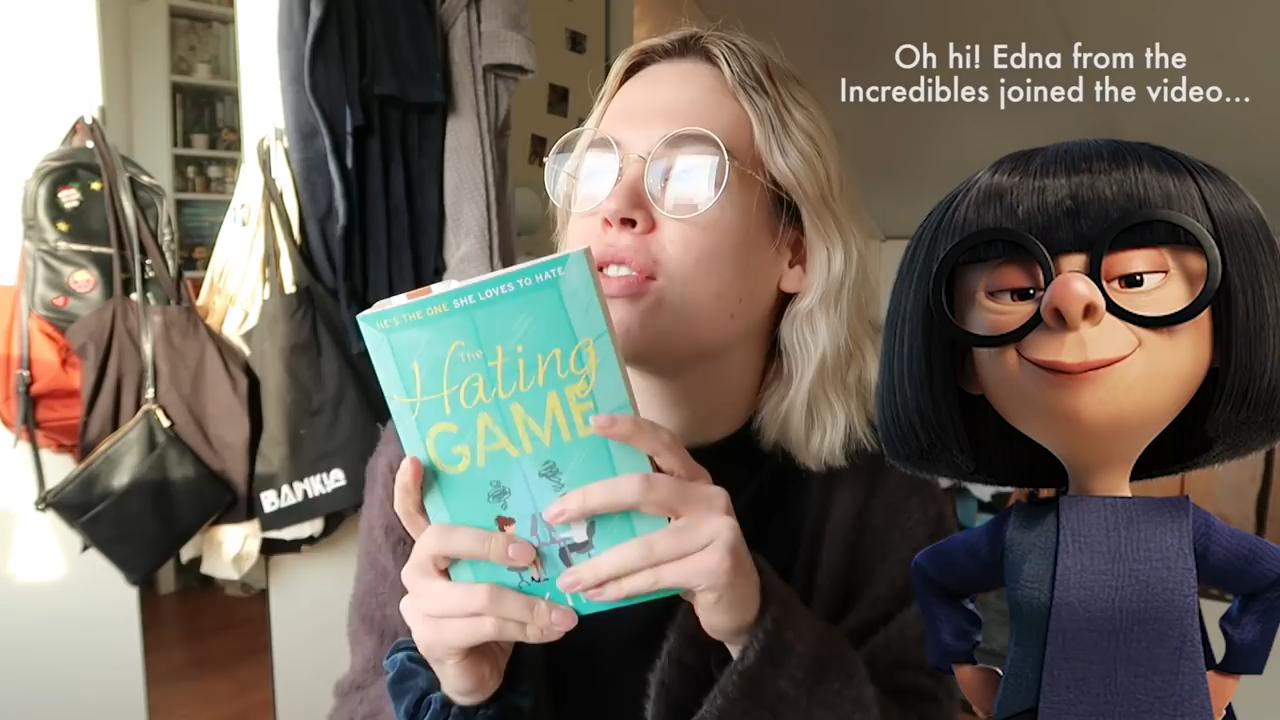 Oh hi! Edna from the
Incredibles joined the video...
HE'S THE ONE SHE LOVES TO HATE
The
Hating
GAME
BANKIE